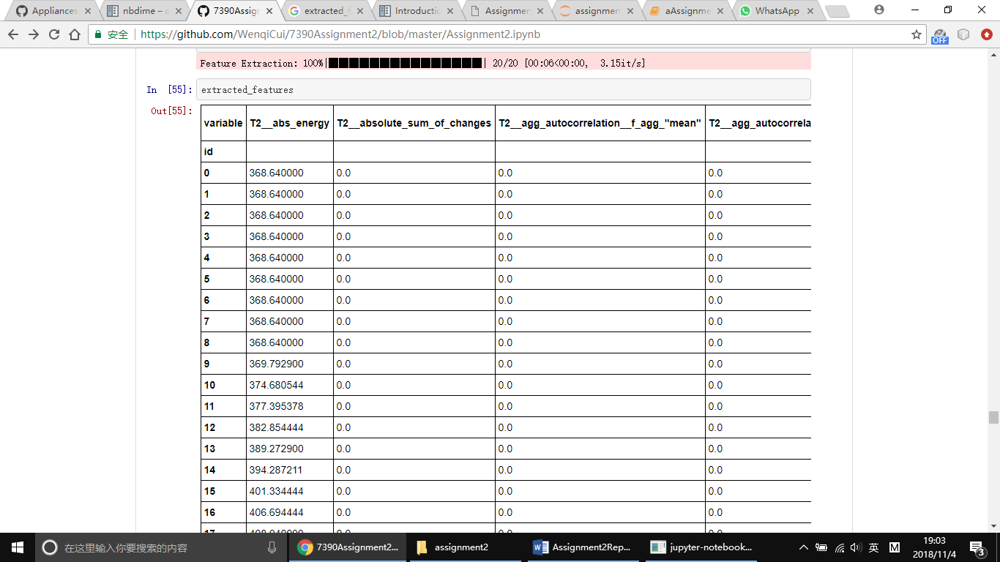 Appliances
nbdime – c
7390Assign
extracted_f
Introductio
Assignmen
assignment
aAssignme
WhatsApp
安全
https://github.com/WenqiCui/7390Assignment2/blob/master/Assignment2.ipynb
OFF
Feature Extraction: 100%|███████████████| 20/20 [00:06<00:00,  3.15it/s]
In [55]: extracted_features
Out[55]:
variable T2__abs_energy T2__absolute_sum_of_changes T2__agg_autocorrelation__f_agg_"mean" T2__agg_autocorrela
id
0 368.640000 0.0 0.0 0.0
1 368.640000 0.0 0.0 0.0
2 368.640000 0.0 0.0 0.0
3 368.640000 0.0 0.0 0.0
4 368.640000 0.0 0.0 0.0
5 368.640000 0.0 0.0 0.0
6 368.640000 0.0 0.0 0.0
7 368.640000 0.0 0.0 0.0
8 368.640000 0.0 0.0 0.0
9 369.792900 0.0 0.0 0.0
10 374.680544 0.0 0.0 0.0
11 377.395378 0.0 0.0 0.0
12 382.854444 0.0 0.0 0.0
13 389.272900 0.0 0.0 0.0
14 394.287211 0.0 0.0 0.0
15 401.334444 0.0 0.0 0.0
16 406.694444 0.0 0.0 0.0
在这里输入你要搜索的内容
7390Assignment2...
assignment2
Assignment2Rep...
jupyter-notebook...
英
M
19:03
2018/11/4
3